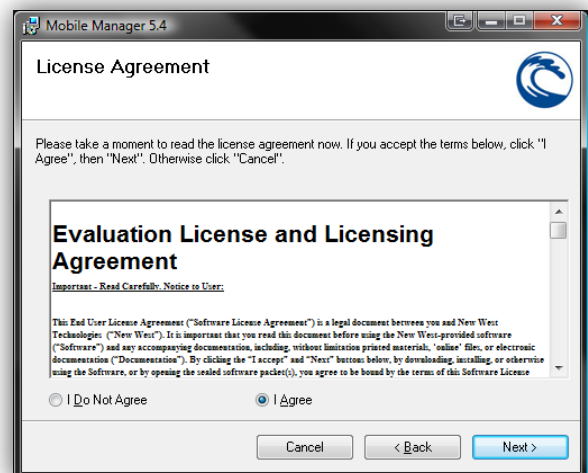 Mobile Manager 5.4
License Agreement
Please take a moment to read the license agreement now. If you accept the terms below, click "I
Agree", then "Next". Otherwise click "Cancel".
Evaluation License and Licensing
Agreement
Important - Read Carefully. Notice to User:
This End User License Agreement (“Software License Agreement”) is a legal document between you and New West
Technologies (“New West”). It is important that you read this document before using the New West-provided software
(“Software”) and any accompanying documentation, including, without limitation printed materials, ‘online’ files, or electronic
documentation (“Documentation”). By clicking the “I accept” and “Next” buttons below, by downloading, installing, or otherwise
using the Software, or by opening the sealed software packet(s), you agree to be bound by the terms of this Software License
I Do Not Agree
I Agree
Cancel
< Back
Next >